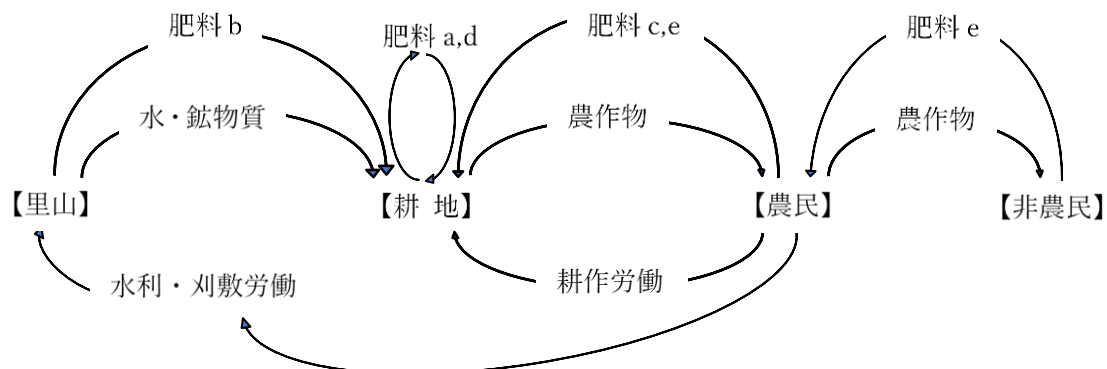 肥料 b
肥料 a,d
肥料 c,e
肥料 e
水・鉱物質
農作物
農作物
【里山】
【耕 地】
【農民】
【非農民】
水利・刈敷労働
耕作労働